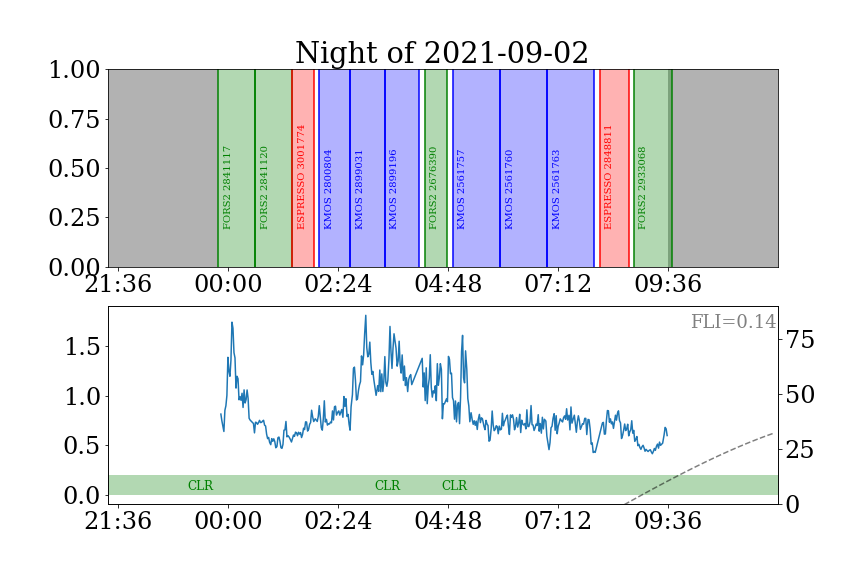 Night of 2021-09-02
1.00
0.75
0.50
0.25
0.00
FORS2 2841117
FORS2 2841120
ESPRESSO 3001774
KMOS 2800804
KMOS 2899031
KMOS 2899196
FORS2 2676390
KMOS 2561757
KMOS 2561760
KMOS 2561763
ESPRESSO 2848811
FORS2 2933068
21:36 00:00 02:24 04:48 07:12 09:36
FLI=0.14
1.5
1.0
0.5
0.0
75
50
25
0
CLR CLR CLR
21:36 00:00 02:24 04:48 07:12 09:36